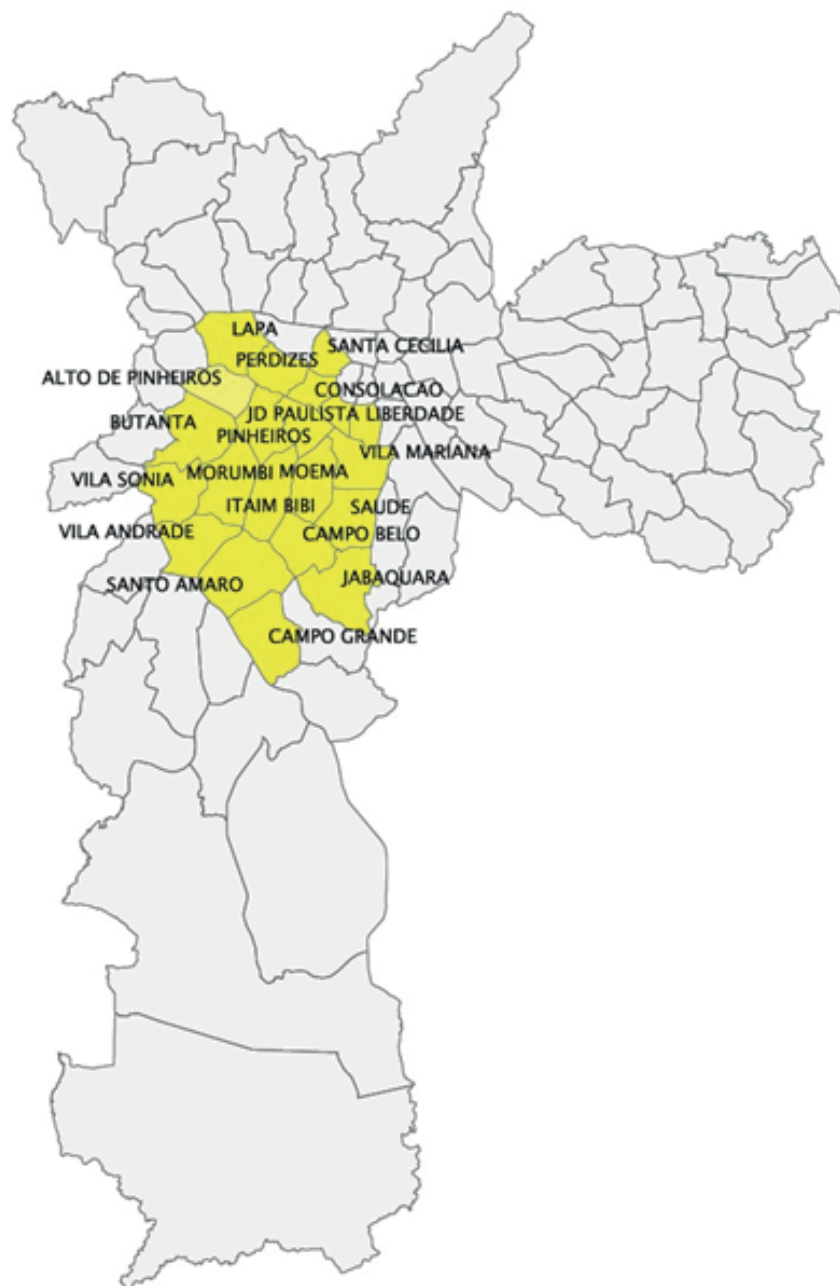 LAPA
SANTA CECILIA
PERDIZES
ALTO DE PINHEIROS
CONSOLACAO
JD PAULISTA LIBERDADE
BUTANTA
PINHEIROS
VILA MARIANA
MORUMBI MOEMA
VILA SONIA
ITAIM BIBI
SAUDE
VILA ANDRADE
CAMPO BELO
JABAQUARA
SANTO AMARO
CAMPO GRANDE